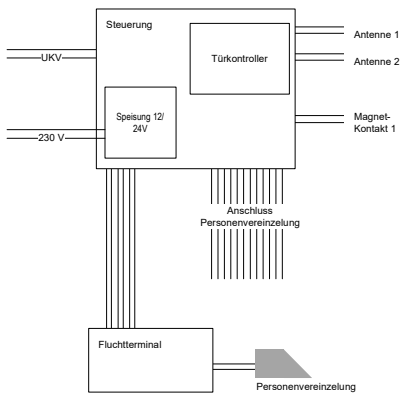 Steuerung
Antenne 1
UKV
Türkontroller
Antenne 2
Speisung 12/
24V
Magnet-
Kontakt 1
230 V
Anschluss
Personenvereinzelung
Fluchtterminal
Personenvereinzelung